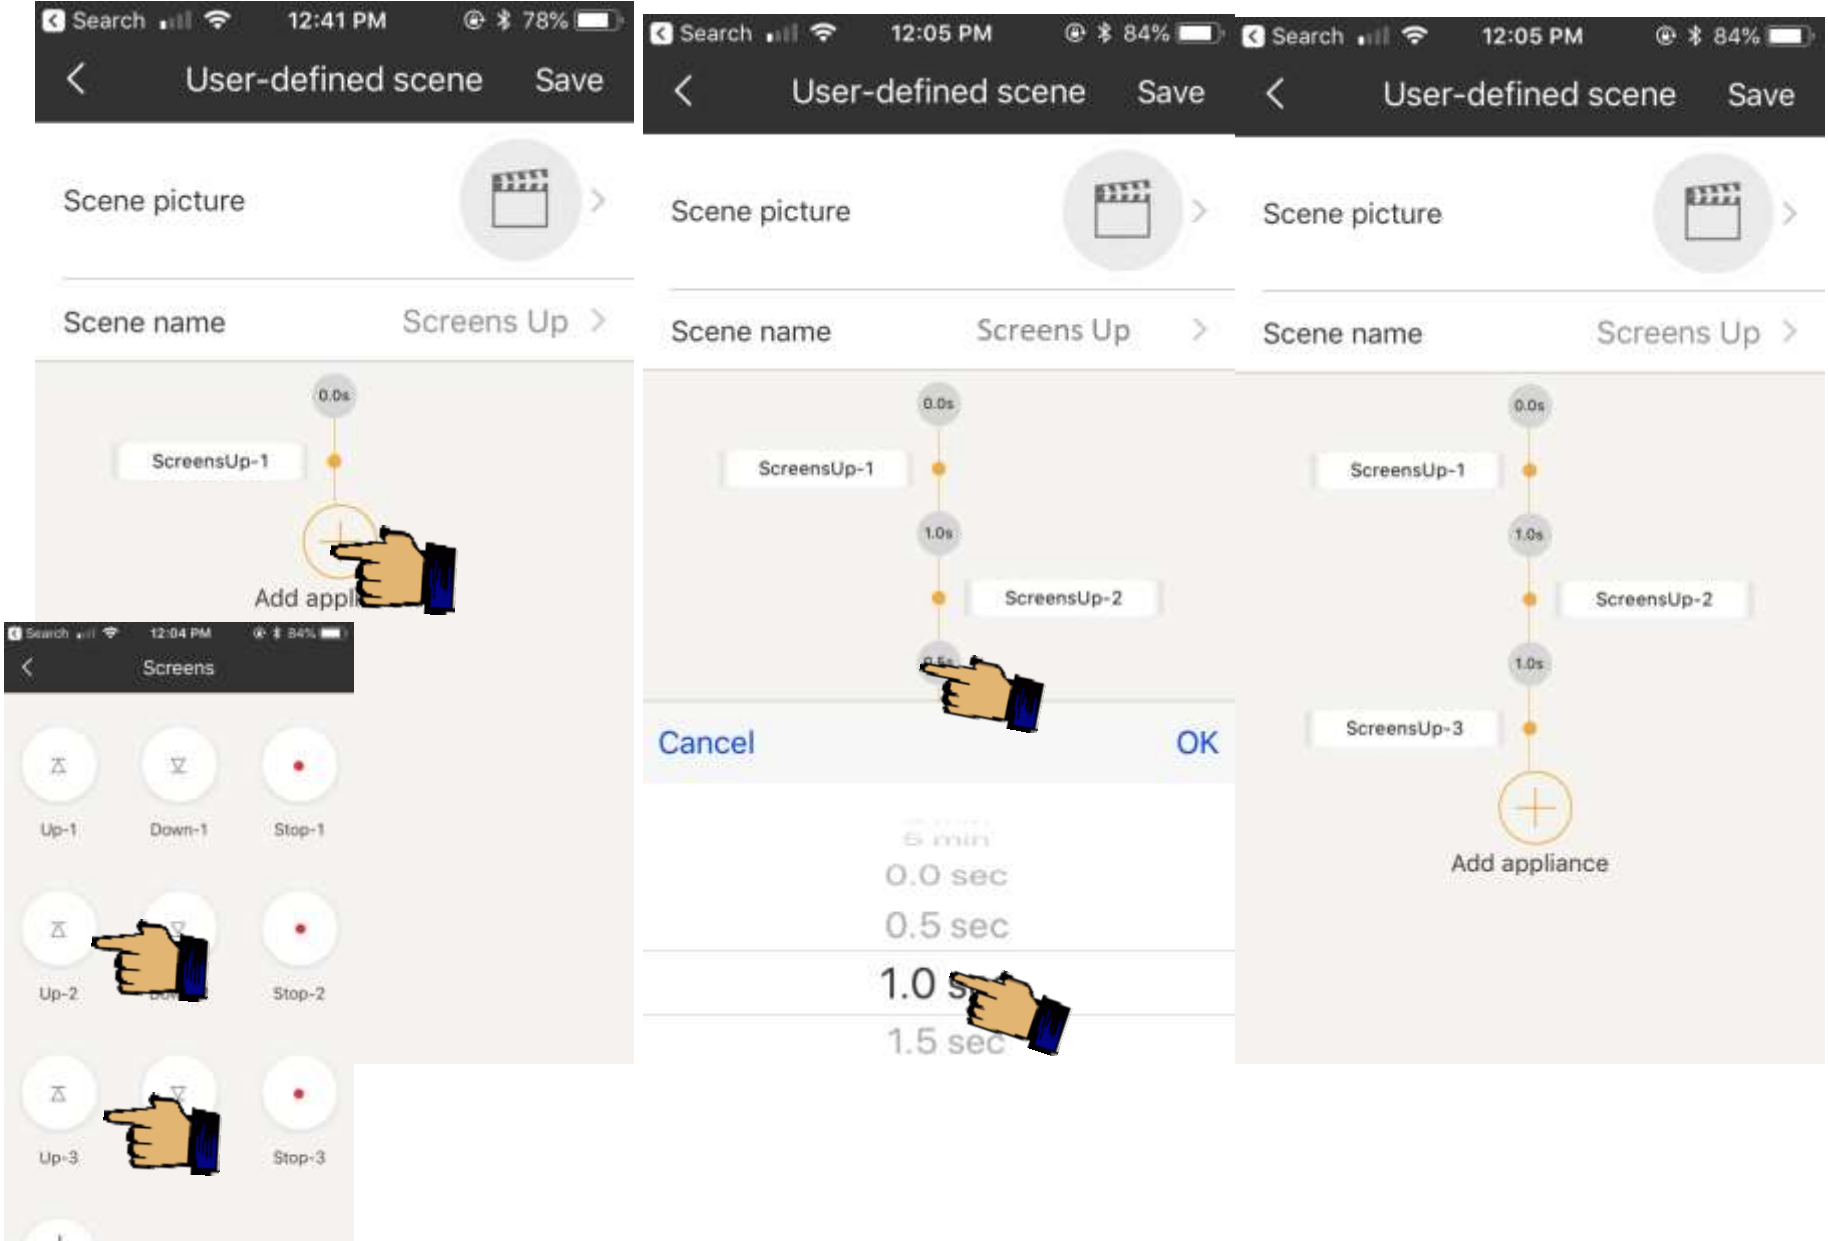 Search 12:41 PM 78%
User-defined scene Save
Scene picture
Scene name Screens Up
0.0s
ScreensUp-1
Add appli
Search 12:04 PM 84%
Screens
Up-1 Down-1 Stop-1
Up-2 Stop-2
Up-3 Stop-3
Search 12:05 PM 84%
User-defined scene Save
Scene picture
Scene name Screens Up
0.0s
ScreensUp-1
1.0s
ScreensUp-2
0.5s
Cancel OK
5 min
0.0 sec
0.5 sec
1.0 s
1.5 sec
Search 12:05 PM 84%
User-defined scene Save
Scene picture
Scene name Screens Up
0.0s
ScreensUp-1
1.0s
ScreensUp-2
1.0s
ScreensUp-3
Add appliance